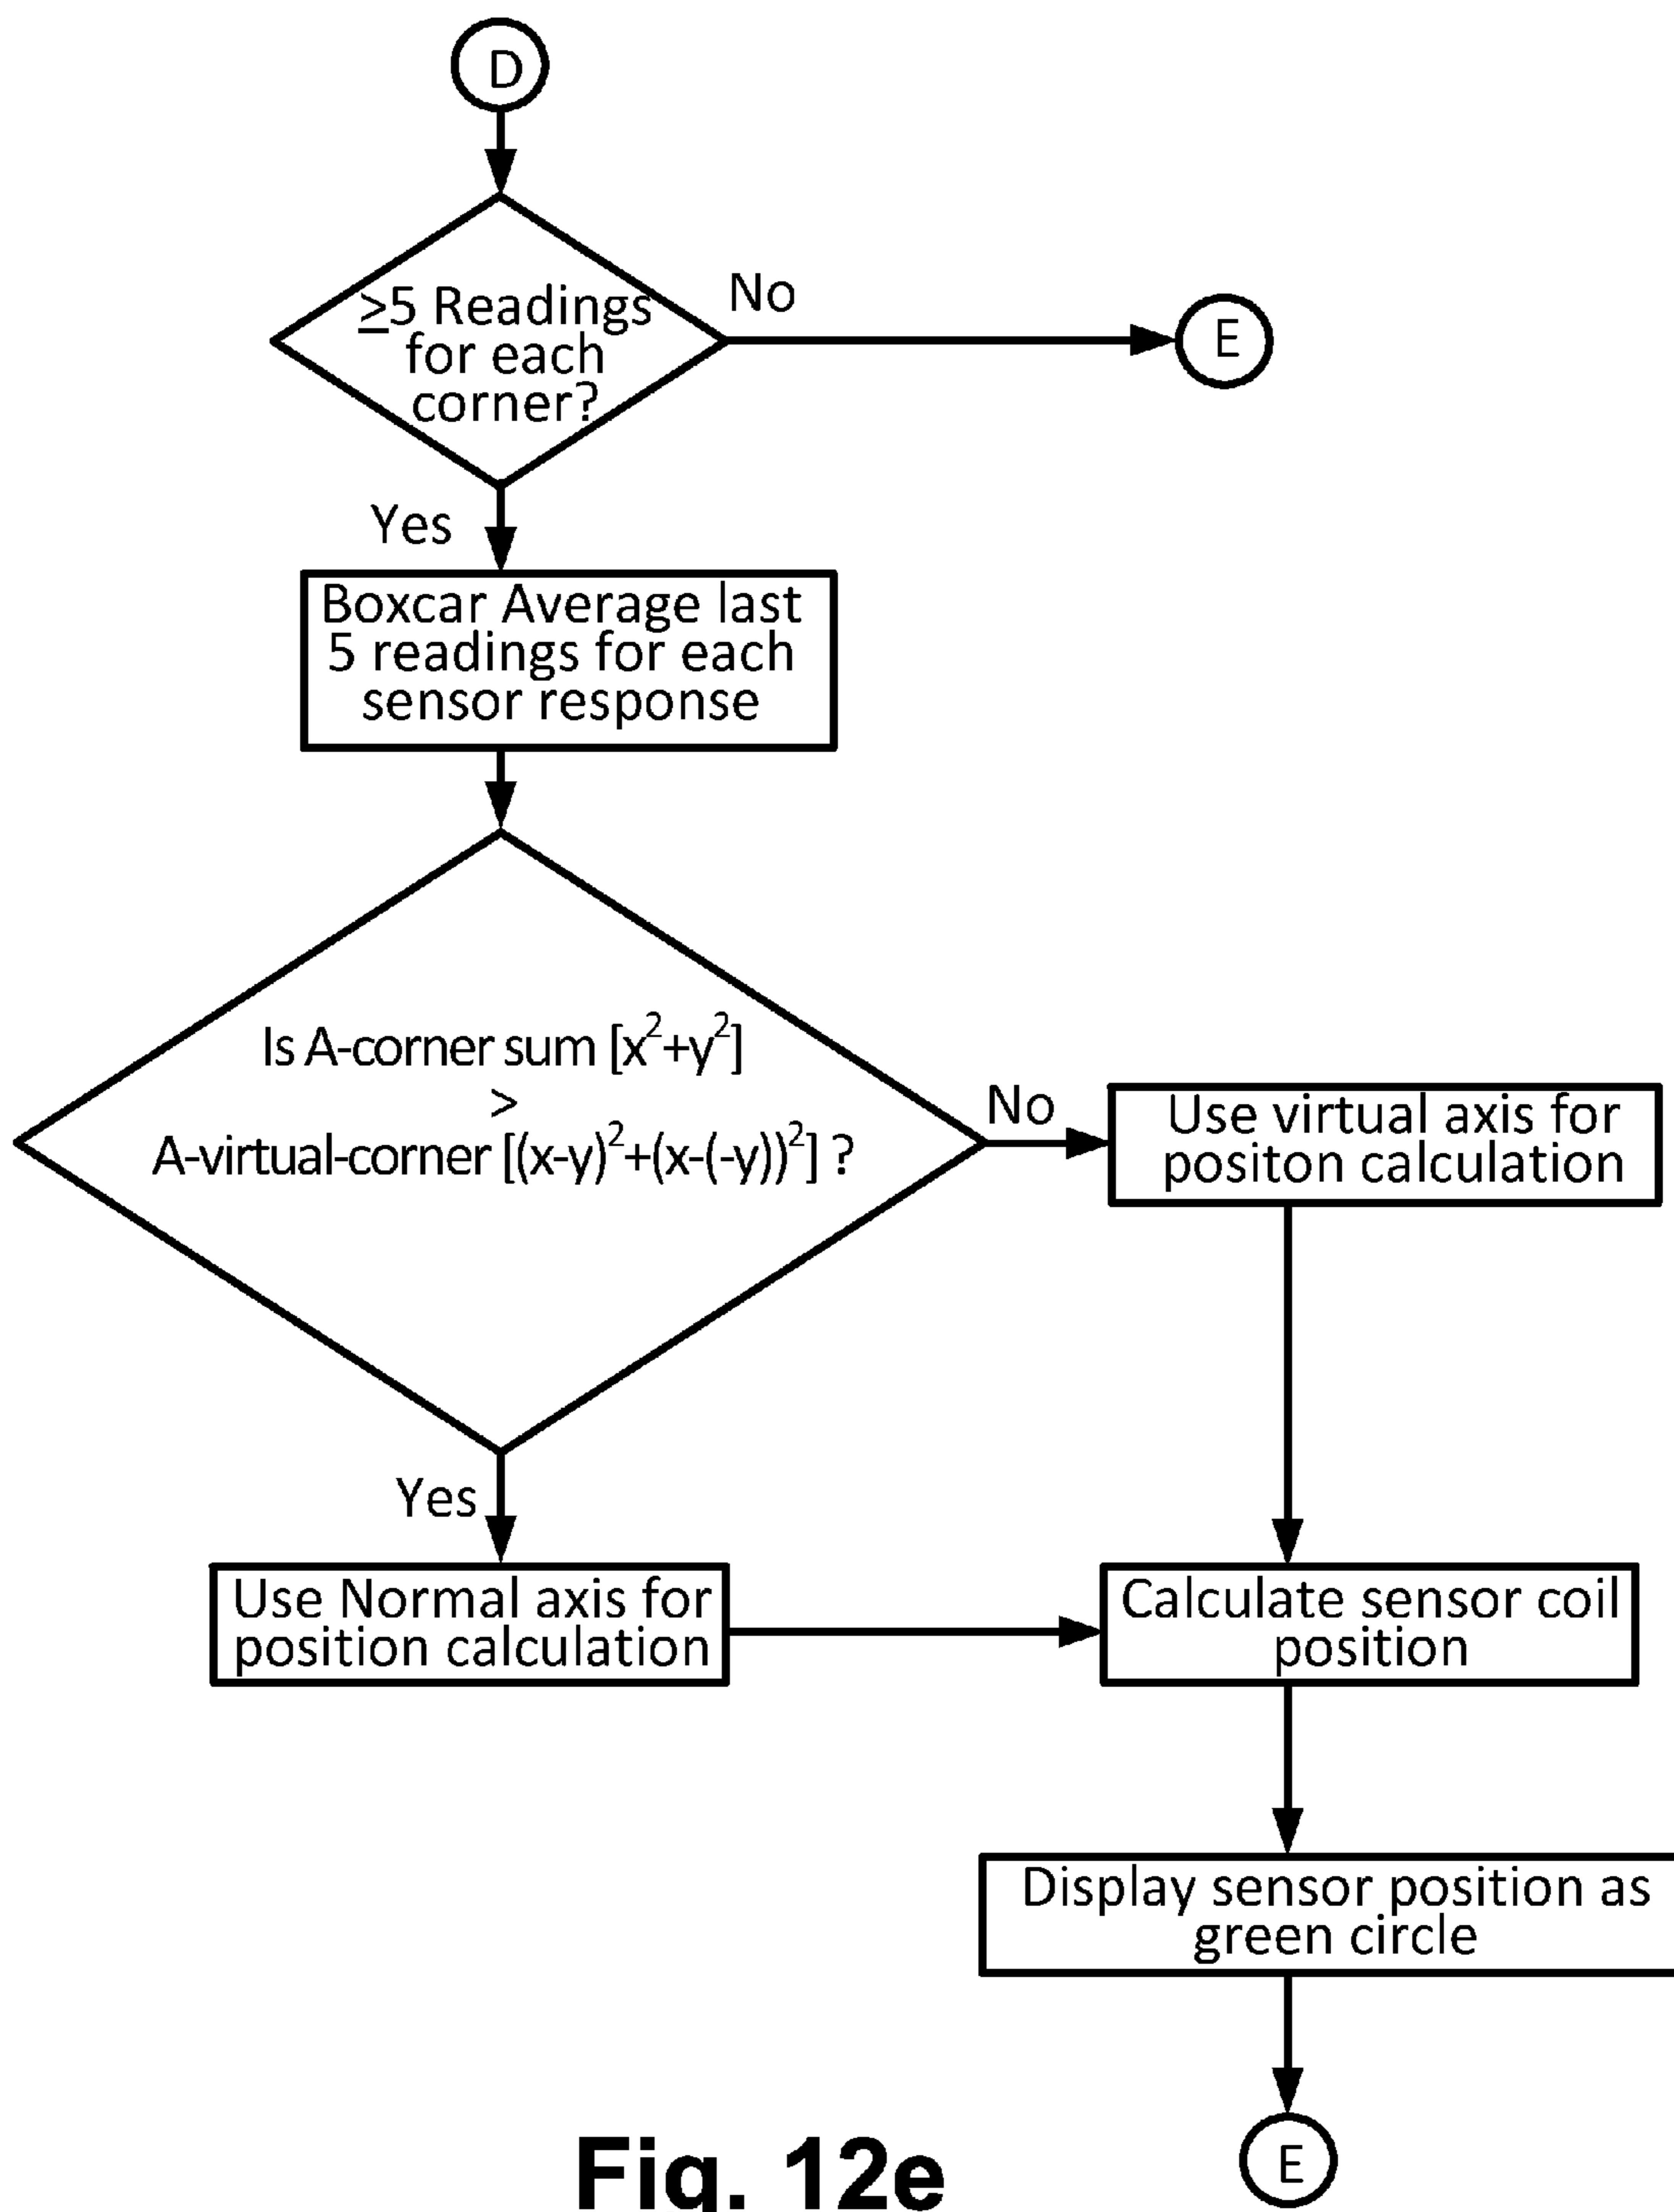 D
≥5 Readings
for each
corner?
No
E
Yes
Boxcar Average last
5 readings for each
sensor response
Is A-corner sum [x²+y²]
>
A-virtual-corner [(x-y)²+(x-(-y))²] ?
No
Use virtual axis for
positon calculation
Yes
Use Normal axis for
position calculation
Calculate sensor coil
position
Display sensor position as
green circle
E
Fig. 12e